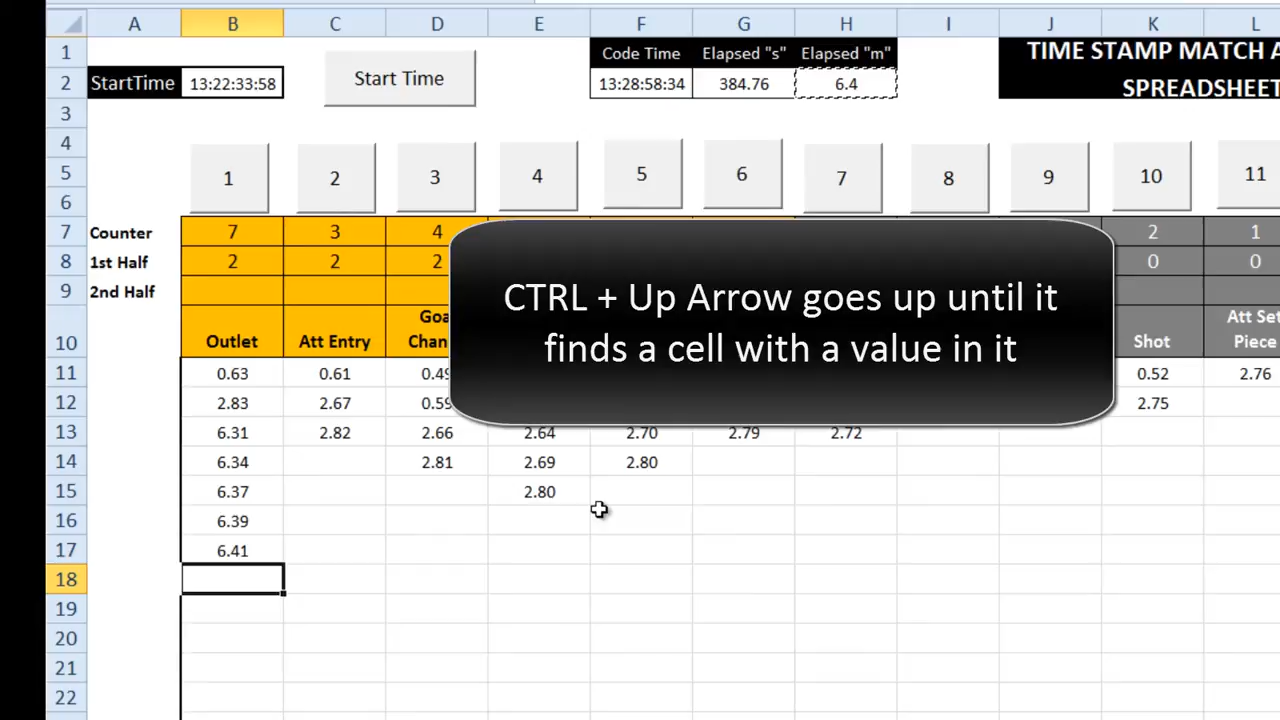 A B C D E F G H I J K L
1 Code Time Elapsed "s" Elapsed "m" TIME STAMP MATCH
2 StartTime 13:22:33:58 Start Time 13:28:58:34 384.76 6.4 SPREADSHEET
3
4
5 1 2 3 4 5 6 7 8 9 10 11
6
7 Counter 7 3 4 2 1
8 1st Half 2 2 2 0 0
9 2nd Half
10 Outlet Att Entry Goa Chan Shot Att Set Piece
11 0.63 0.61 0.49 0.52 2.76
12 2.83 2.67 0.59 2.75
13 6.31 2.82 2.66 2.64 2.70 2.79 2.72
14 6.34 2.81 2.69 2.80
15 6.37 2.80
16 6.39
17 6.41
18
19
20
21
22
CTRL + Up Arrow goes up until it
finds a cell with a value in it